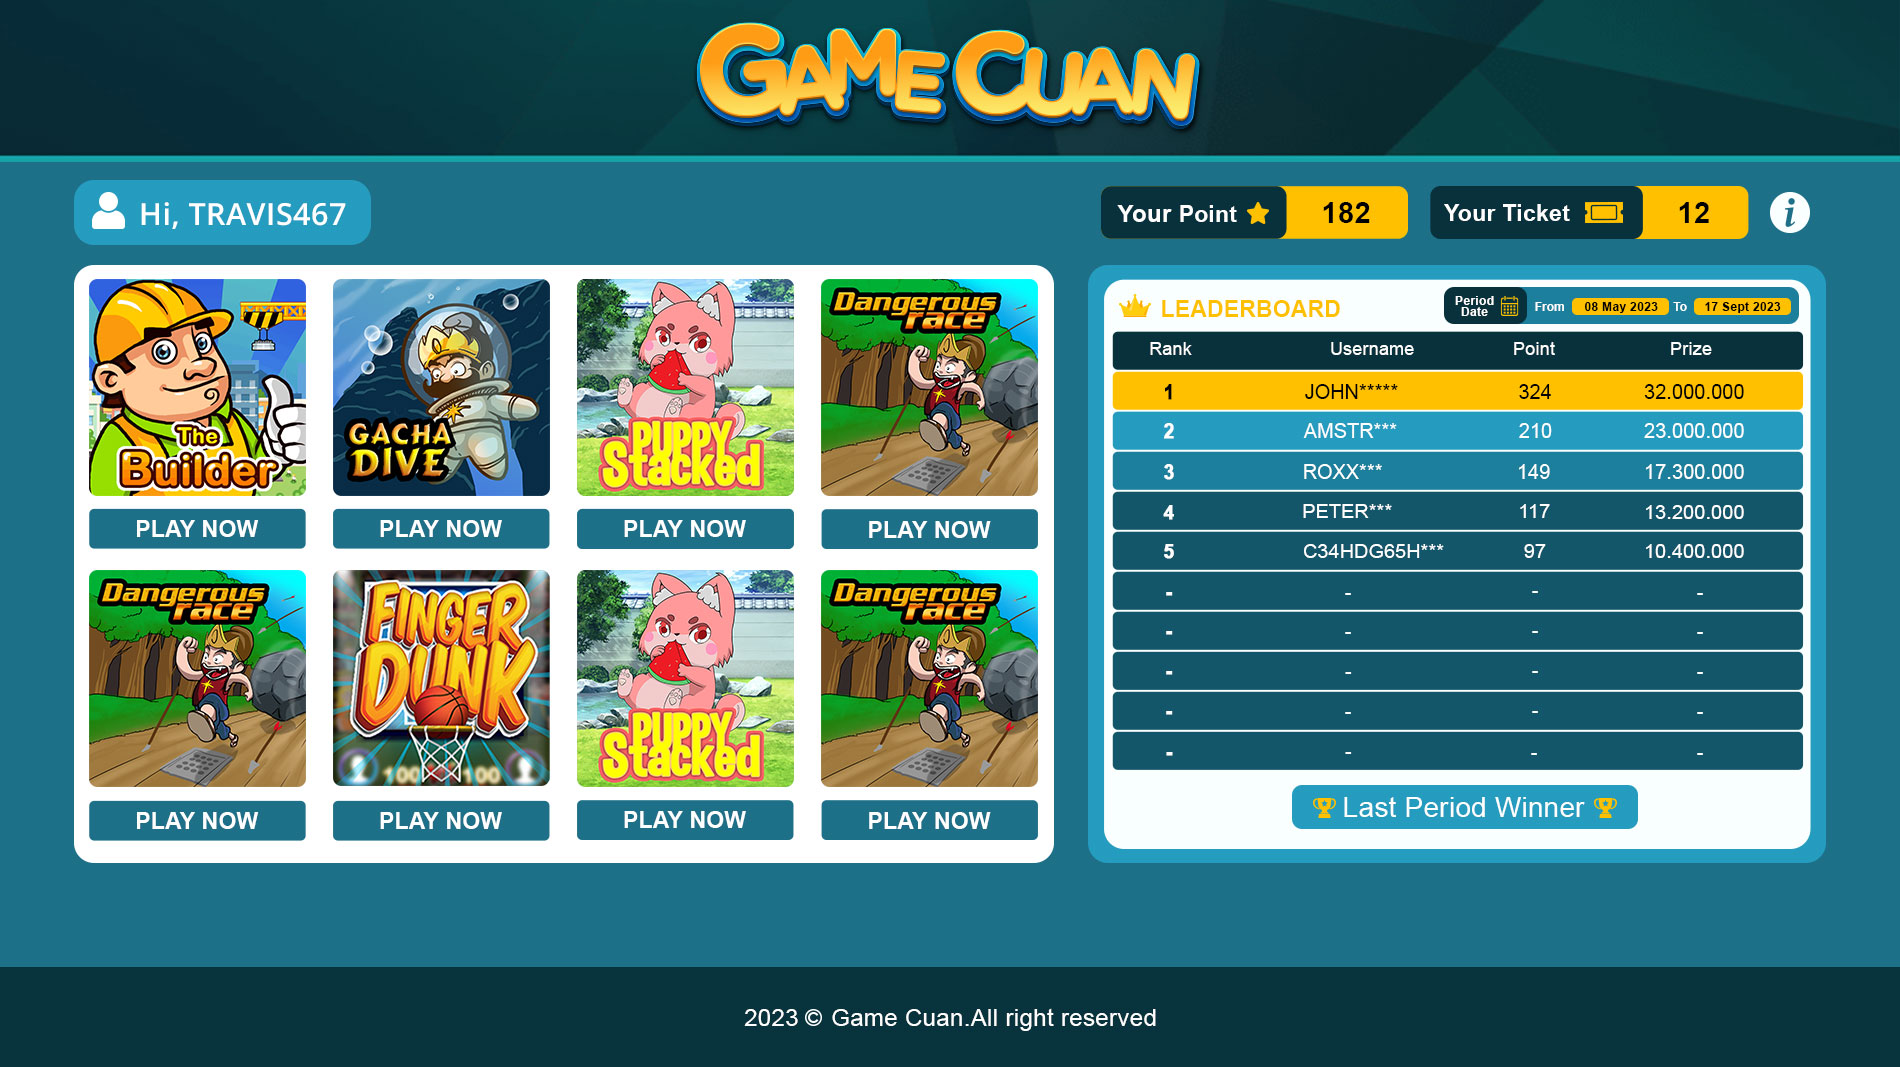 GAME CUAN
Hi, TRAVIS467
Your Point 182
Your Ticket 12
i
The
Builder
GACHA
DIVE
PUPPY
Stacked
Dangerous
race
PLAY NOW
PLAY NOW
PLAY NOW
PLAY NOW
Dangerous
race
FINGER
DUNK
100 100
PUPPY
Stacked
Dangerous
race
PLAY NOW
PLAY NOW
PLAY NOW
PLAY NOW
LEADERBOARD
Period
Date
From 08 May 2023 To 17 Sept 2023
Rank Username Point Prize
1 JOHN***** 324 32.000.000
2 AMSTR*** 210 23.000.000
3 ROXX*** 149 17.300.000
4 PETER*** 117 13.200.000
5 C34HDG65H*** 97 10.400.000
- - - -
- - - -
- - - -
- - - -
- - - -
Last Period Winner
2023 © Game Cuan.All right reserved